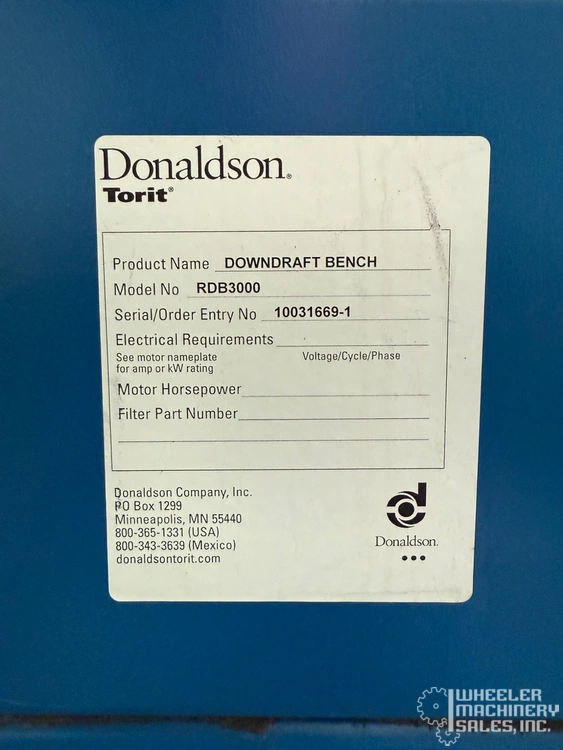 Donaldson®
Torit®
Product Name DOWNDRAFT BENCH
Model No RDB3000
Serial/Order Entry No 10031669-1
Electrical Requirements
See motor nameplate Voltage/Cycle/Phase
for amp or kW rating
Motor Horsepower
Filter Part Number
Donaldson Company, Inc.
PO Box 1299
Minneapolis, MN 55440
800-365-1331 (USA)
800-343-3639 (Mexico)
donaldsontorit.com
Donaldson.
WHEELER
MACHINERY
SALES, INC.